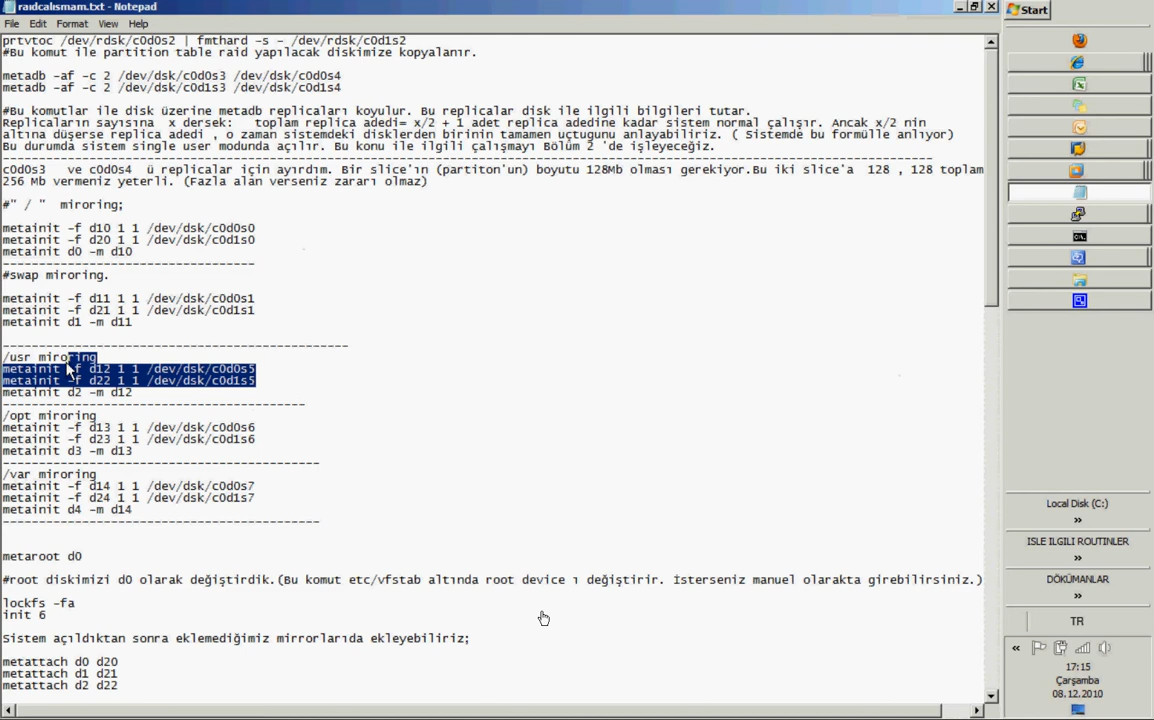 raidcalismam.txt - Notepad
File Edit Format View Help
prtvtoc /dev/rdsk/c0d0s2 | fmthard -s - /dev/rdsk/c0d1s2
#Bu komut ile partition table raid yapılacak diskimize kopyalanır.
metadb -af -c 2 /dev/dsk/c0d0s3 /dev/dsk/c0d0s4
metadb -af -c 2 /dev/dsk/c0d1s3 /dev/dsk/c0d1s4
#Bu komutlar ile disk üzerine metadb replicaları koyulur. Bu replicalar disk ile ilgili bilgileri tutar.
Replicaların sayısına x dersek: toplam replica adedi= x/2 + 1 adet replica adedine kadar sistem normal çalışır. Ancak x/2 nin
altına düşerse replica adedi , o zaman sistemdeki disklerden birinin tamamen uçtugunu anlayabiliriz. ( Sistemde bu formülle anlıyor)
Bu durumda sistem single user modunda açılır. Bu konu ile ilgili çalışmayı Bölüm 2 'de işleyeceğiz.
--------------------------------------------------------------------------------------------------------------------------------
c0d0s3 ve c0d0s4 ü replicalar için ayırdım. Bir slice'ın (partiton'un) boyutu 128Mb olması gerekiyor.Bu iki slice'a 128 , 128 toplam
256 Mb vermeniz yeterli. (Fazla alan verseniz zararı olmaz)
#" / " miroring;
metainit -f d10 1 1 /dev/dsk/c0d0s0
metainit -f d20 1 1 /dev/dsk/c0d1s0
metainit d0 -m d10
-----------------------------------
#swap miroring.
metainit -f d11 1 1 /dev/dsk/c0d0s1
metainit -f d21 1 1 /dev/dsk/c0d1s1
metainit d1 -m d11
------------------------------------------------
/usr miroring
metainit -f d12 1 1 /dev/dsk/c0d0s5
metainit -f d22 1 1 /dev/dsk/c0d1s5
metainit d2 -m d12
------------------------------------------
/opt miroring
metainit -f d13 1 1 /dev/dsk/c0d0s6
metainit -f d23 1 1 /dev/dsk/c0d1s6
metainit d3 -m d13
--------------------------------------------
/var miroring
metainit -f d14 1 1 /dev/dsk/c0d0s7
metainit -f d24 1 1 /dev/dsk/c0d1s7
metainit d4 -m d14
--------------------------------------------
metaroot d0
#root diskimizi d0 olarak değiştirdik.(Bu komut etc/vfstab altında root device ı değiştirir. İsterseniz manuel olarakta girebilirsiniz.)
lockfs -fa
init 6
Sistem açıldıktan sonra eklemediğimiz mirrorlarıda ekleyebiliriz;
metattach d0 d20
metattach d1 d21
metattach d2 d22
Start
Local Disk (C:)
»
ISLE ILGILI ROUTINLER
»
DÖKÜMANLAR
»
TR
«
17:15
Çarşamba
08.12.2010